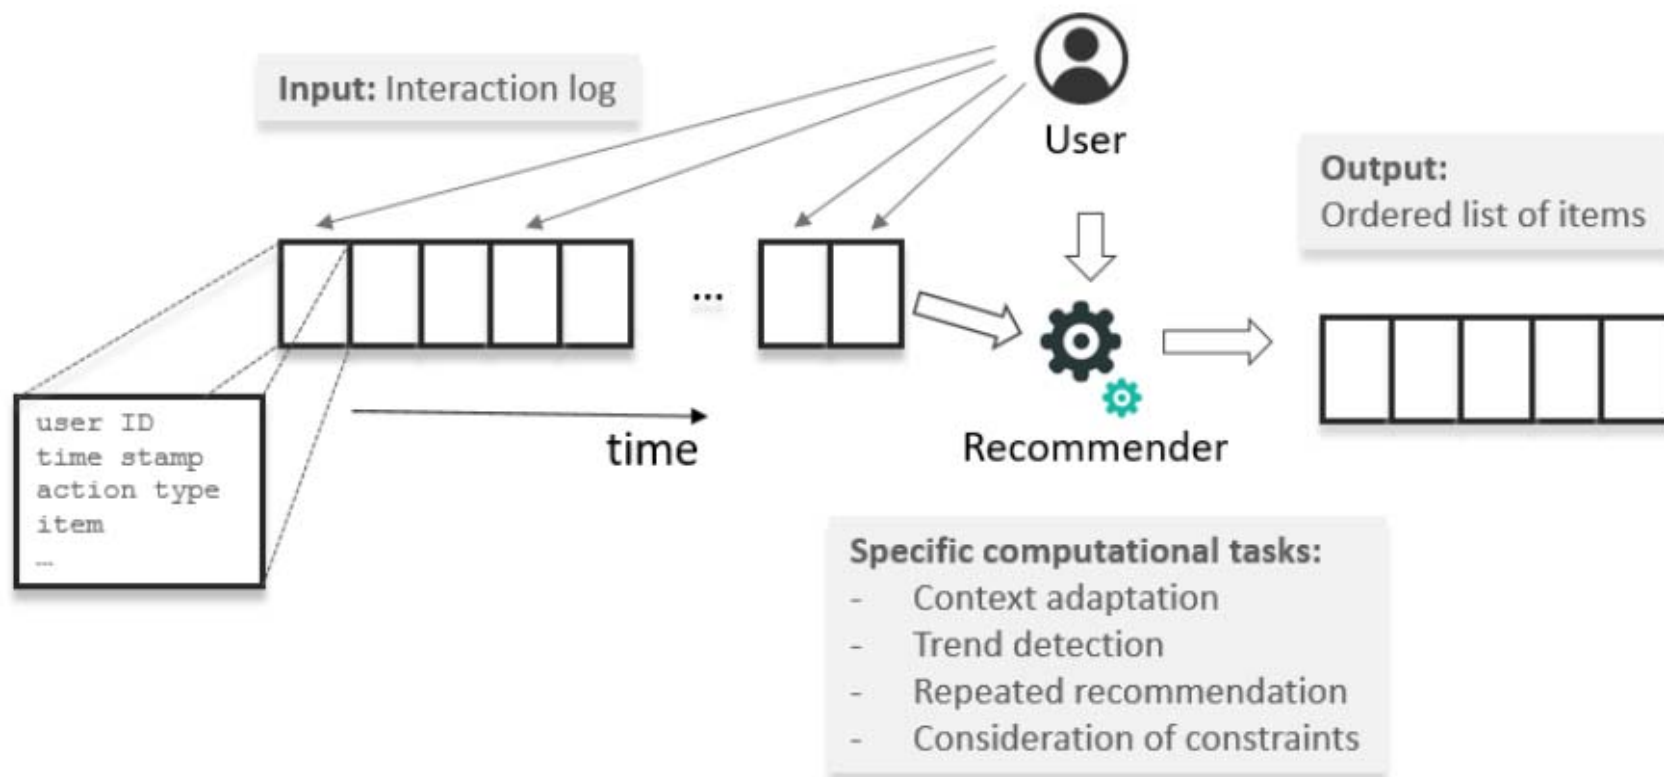 Input: Interaction log
User
Output:
Ordered list of items
...
user ID
time stamp
action type
item
…
time
Recommender
Specific computational tasks:
- Context adaptation
- Trend detection
- Repeated recommendation
- Consideration of constraints